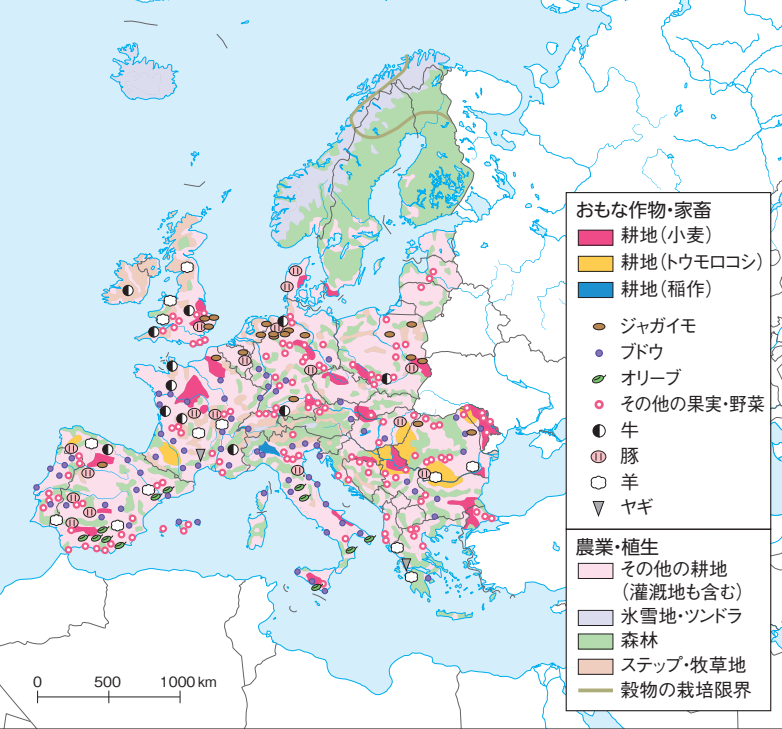 おもな作物・家畜
耕地(小麦)
耕地(トウモロコシ)
耕地(稲作)
ジャガイモ
ブドウ
オリーブ
その他の果実・野菜
牛
豚
羊
ヤギ
農業・植生
その他の耕地
(灌漑地も含む)
氷雪地・ツンドラ
森林
ステップ・牧草地
穀物の栽培限界
0 500 1000km